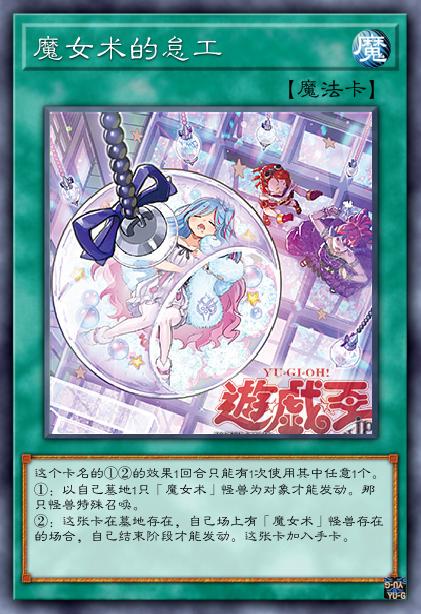 魔女术的怠工
魔
【魔法卡】
YU-GI-OH!
遊戯王
.jp
这个卡名的①②的效果1回合只能有1次使用其中任意1个。
①：以自己墓地1只「魔女术」怪兽为对象才能发动。那
只怪兽特殊召唤。
②：这张卡在墓地存在，自己场上有「魔女术」怪兽存在
的场合，自己结束阶段才能发动。这张卡加入手卡。